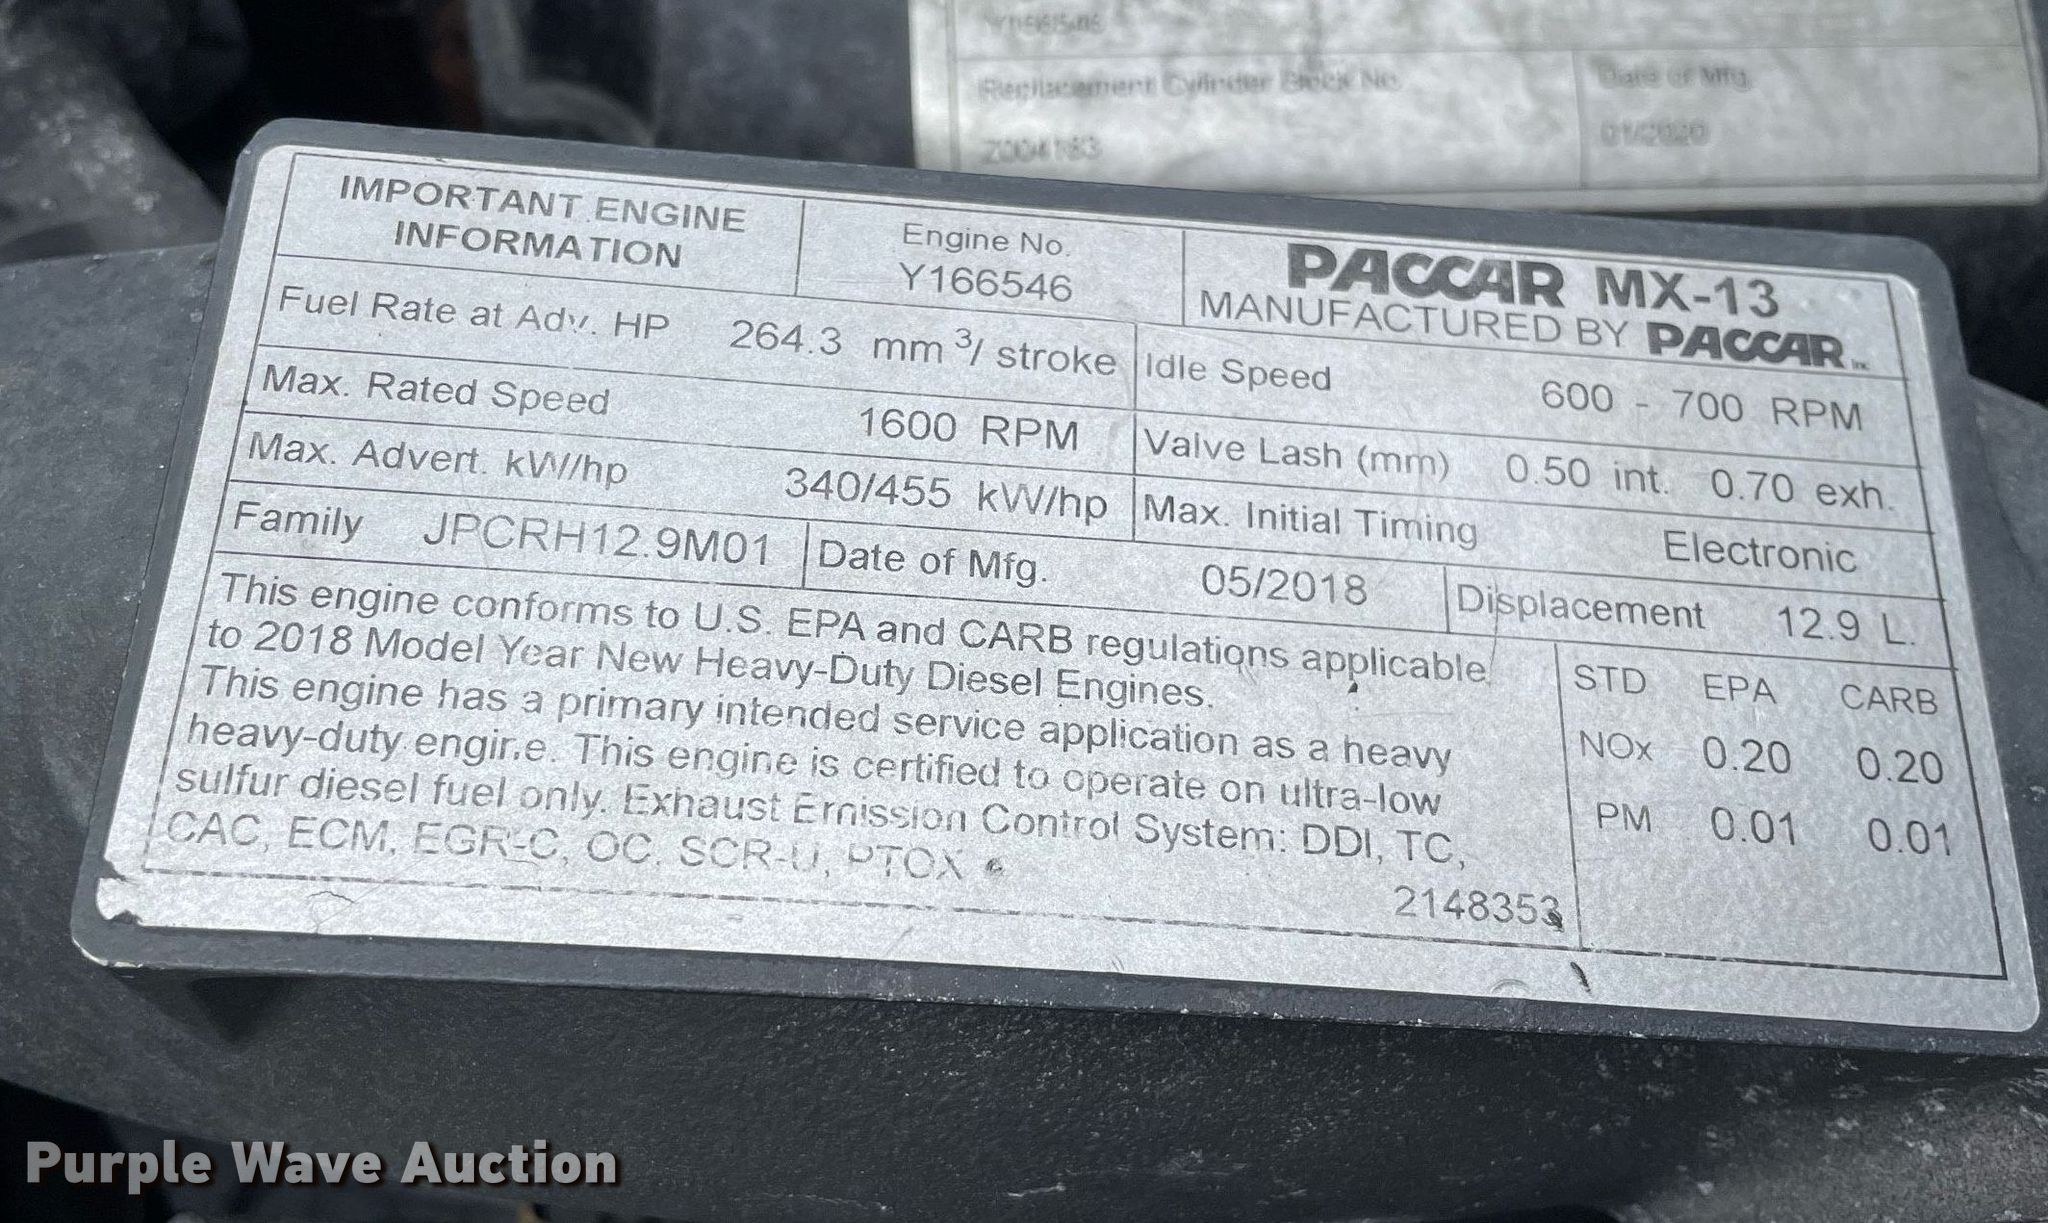 Replacement Cylinder Block No.
Date of Mfg.
01/2020
IMPORTANT ENGINE
INFORMATION
Engine No.
Y166546
PACCAR MX-13
MANUFACTURED BY PACCAR
Fuel Rate at Adv. HP 264.3 mm³/ stroke
Idle Speed 600 - 700 RPM
Max. Rated Speed 1600 RPM
Valve Lash (mm) 0.50 int. 0.70 exh.
Max. Advert. kW/hp 340/455 kW/hp
Max. Initial Timing Electronic
Family JPCRH12.9M01
Date of Mfg. 05/2018
Displacement 12.9 L.
This engine conforms to U.S. EPA and CARB regulations applicable
to 2018 Model Year New Heavy-Duty Diesel Engines.
This engine has a primary intended service application as a heavy
heavy-duty engine. This engine is certified to operate on ultra-low
sulfur diesel fuel only. Exhaust Emission Control System: DDI, TC,
CAC, ECM, EGR-C, OC, SCR-U, PTOX
2148353
STD EPA CARB
NOx 0.20 0.20
PM 0.01 0.01
Purple Wave Auction